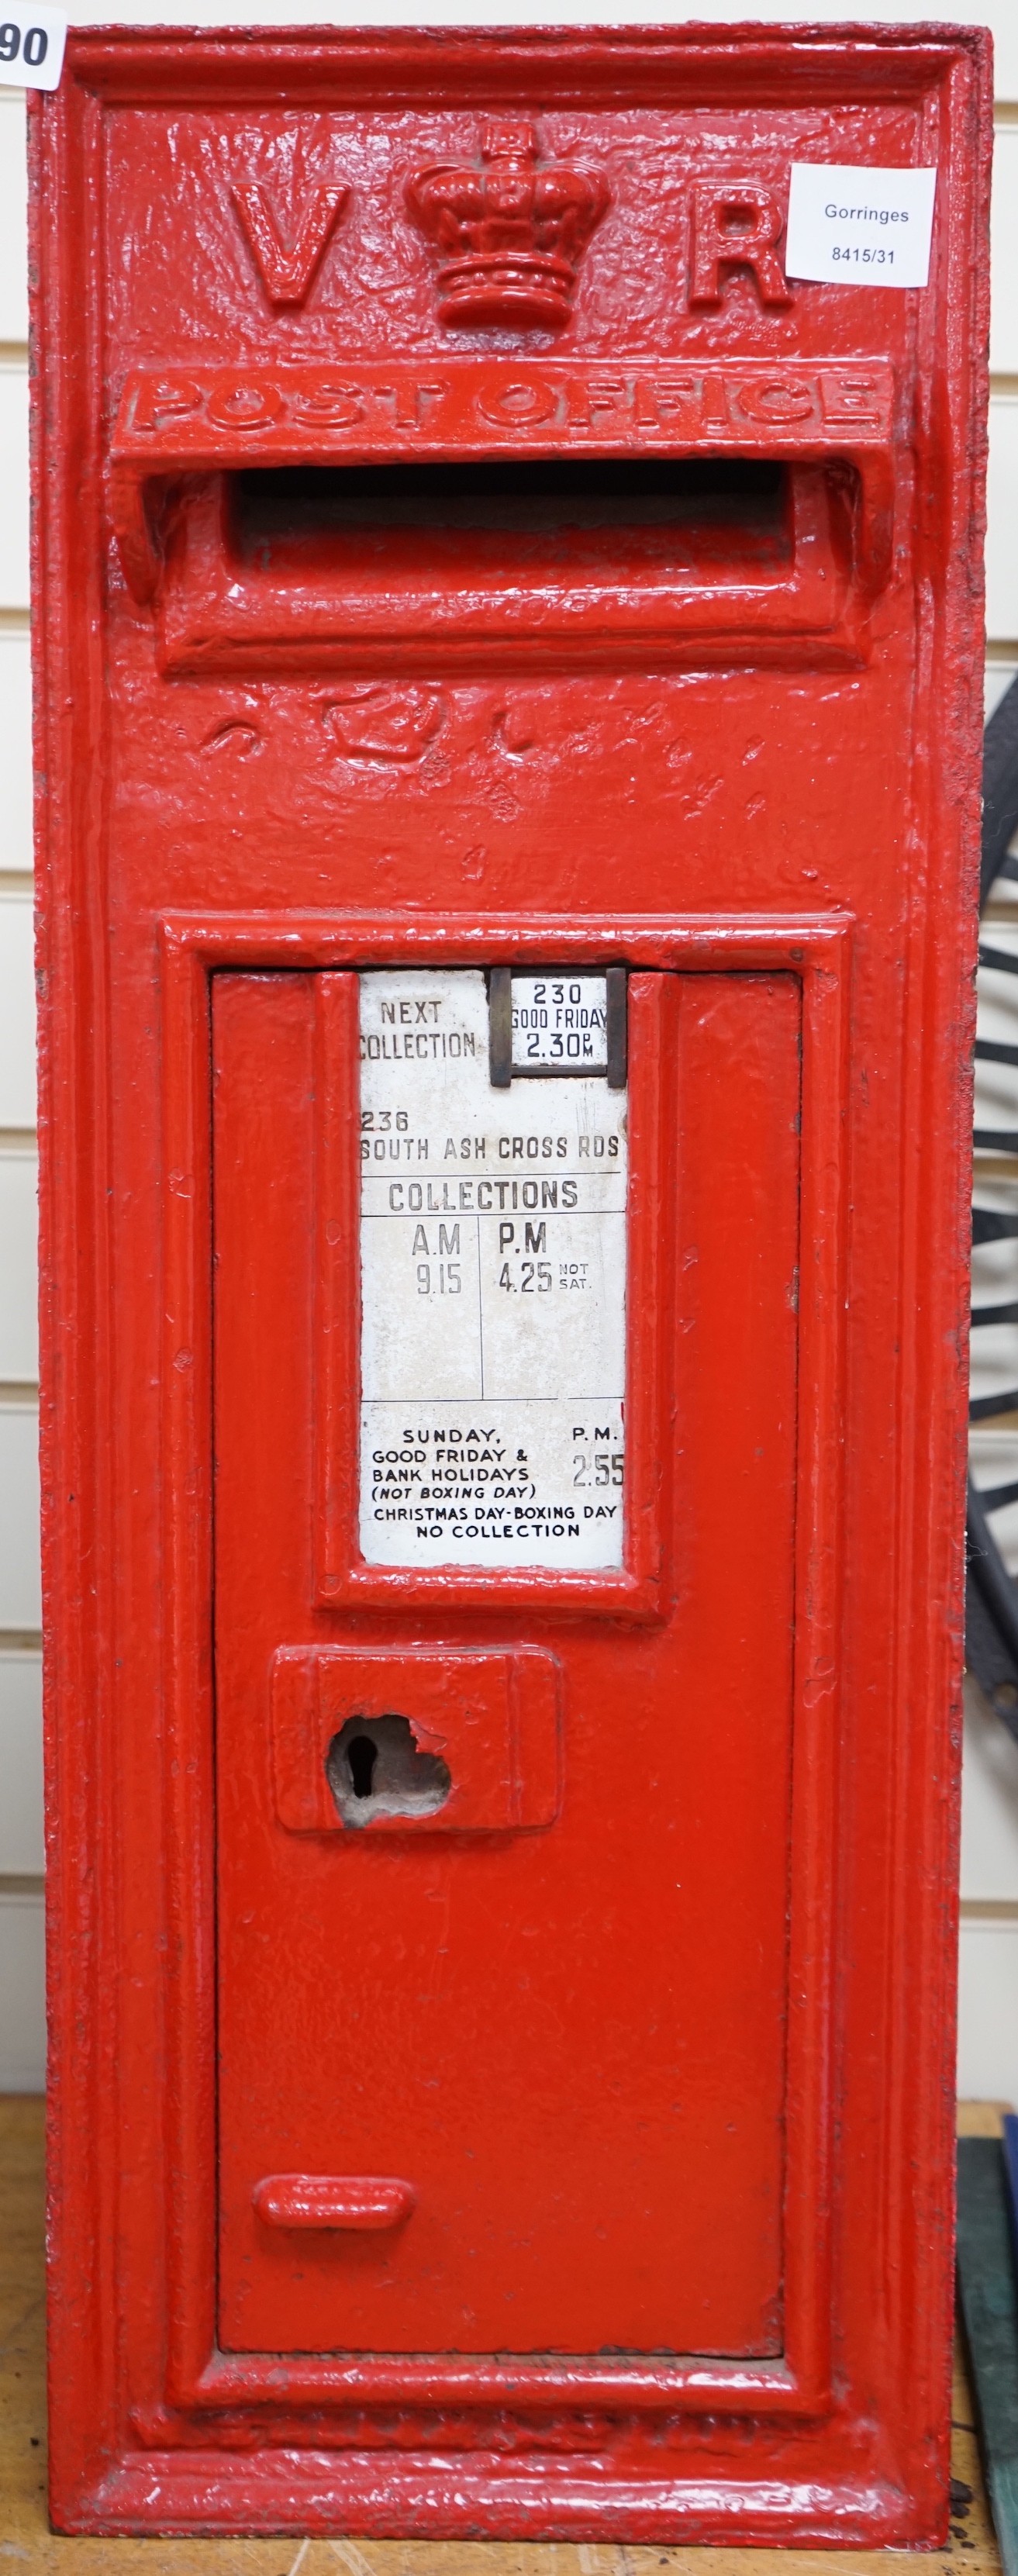 90
V R
Gorringes
8415/31
POST OFFICE
NEXT
COLLECTION
230
GOOD FRIDAY
2.30 PM
236
SOUTH ASH CROSS RDS
COLLECTIONS
A.M P.M
9.15 4.25 NOT SAT.
SUNDAY, P.M.
GOOD FRIDAY &
BANK HOLIDAYS 2.55
(NOT BOXING DAY)
CHRISTMAS DAY-BOXING DAY
NO COLLECTION